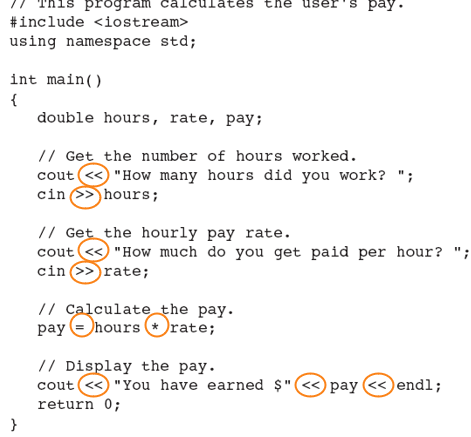 // This program calculates the user's pay.
#include <iostream>
using namespace std;
int main()
{
double hours, rate, pay;
// Get the number of hours worked.
cout << "How many hours did you work? ";
cin >> hours;
// Get the hourly pay rate.
cout << "How much do you get paid per hour? ";
cin >> rate;
// Calculate the pay.
pay = hours * rate;
// Display the pay.
cout << "You have earned $" << pay << endl;
return 0;
}